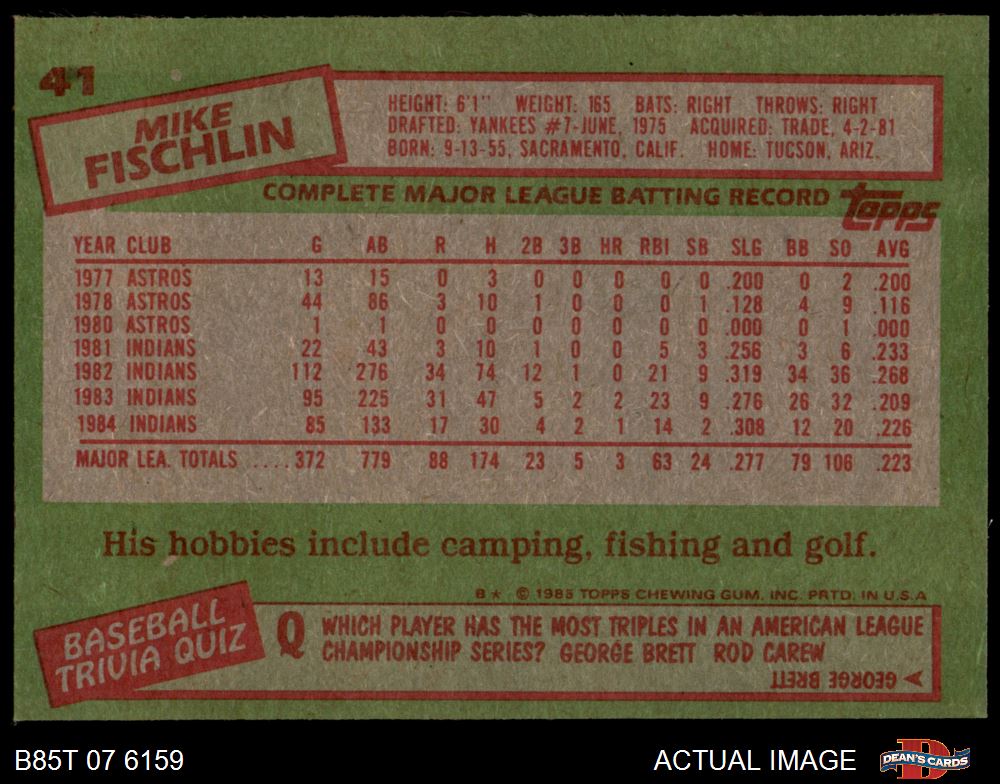 41
MIKE
FISCHLIN
HEIGHT: 6'1" WEIGHT: 165 BATS: RIGHT THROWS: RIGHT
DRAFTED: YANKEES #7-JUNE, 1975 ACQUIRED: TRADE, 4-2-81
BORN: 9-13-55, SACRAMENTO, CALIF. HOME: TUCSON, ARIZ.
COMPLETE MAJOR LEAGUE BATTING RECORD
topps
YEAR CLUB G AB R H 2B 3B HR RBI SB SLG BB SO AVG
1977 ASTROS 13 15 0 3 0 0 0 0 0 .200 0 2 .200
1978 ASTROS 44 86 3 10 1 0 0 0 1 .128 4 9 .116
1980 ASTROS 1 1 0 0 0 0 0 0 0 .000 0 1 .000
1981 INDIANS 22 43 3 10 1 0 0 5 3 .256 3 6 .233
1982 INDIANS 112 276 34 74 12 1 0 21 9 .319 34 36 .268
1983 INDIANS 95 225 31 47 5 2 2 23 9 .276 26 32 .209
1984 INDIANS 85 133 17 30 4 2 1 14 2 .308 12 20 .226
MAJOR LEA. TOTALS ....372 779 88 174 23 5 3 63 24 .277 79 106 .223
His hobbies include camping, fishing and golf.
B* © 1985 TOPPS CHEWING GUM, INC. PRTD. IN U.S.A
BASEBALL
TRIVIA QUIZ
Q WHICH PLAYER HAS THE MOST TRIPLES IN AN AMERICAN LEAGUE
CHAMPIONSHIP SERIES? GEORGE BRETT ROD CAREW
GEORGE BRETT
B85T 07 6159
ACTUAL IMAGE
D
DEAN'S CARDS